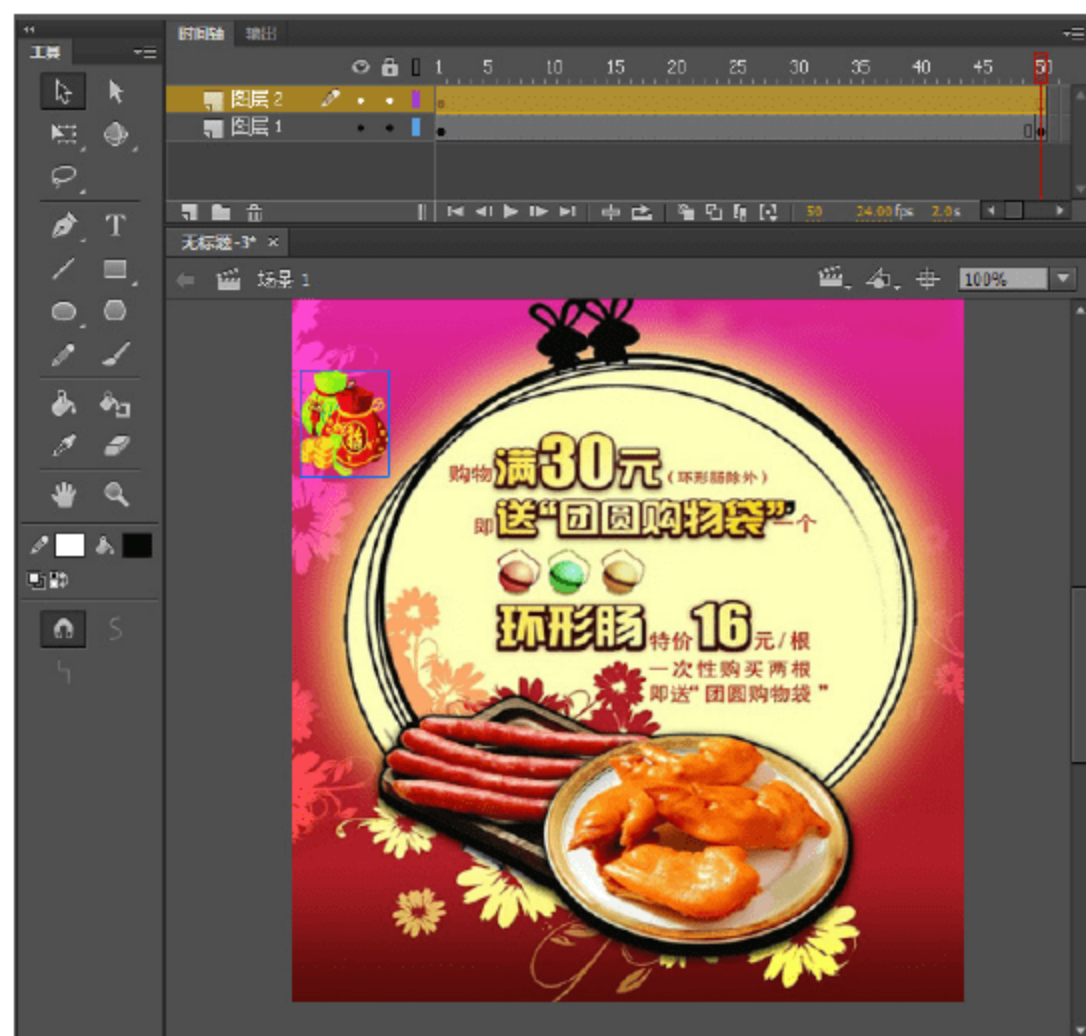 时间轴 输出
工具
1 5 10 15 20 25 30 35 40 45 50
图层 2
图层 1
50 24.00 fps 2.0 s
无标题-3* ×
场景 1 100%
购物满30元(环形肠除外)
即送“团圆购物袋”一个
环形肠特价16元/根
一次性购买两根
即送“团圆购物袋”